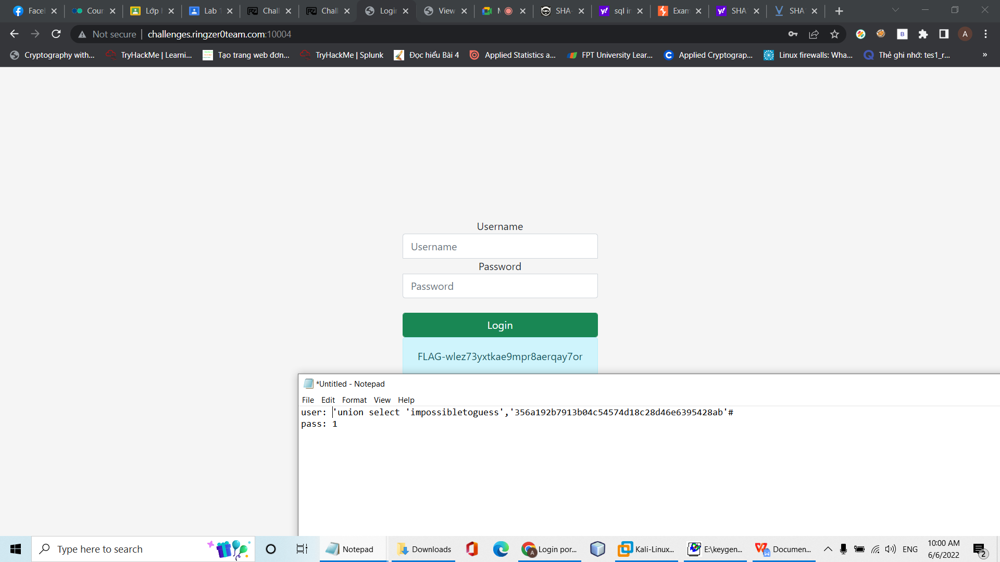 Facel
Cour
Lớp
Lab
Chall
Chall
Login
View
SHA-
sql in
Exam
SHA
SHA
Not secure challenges.ringzer0team.com:10004
B
A
Cryptography with...
TryHackMe | Learni...
Tạo trang web đơn...
TryHackMe | Splunk
Đọc hiểu Bài 4
Applied Statistics a...
FPT University Lear...
Applied Cryptograp...
Linux firewalls: Wha...
Thẻ ghi nhớ: tes1_r...
»
Username
Username
Password
Password
Login
FLAG-wlez73yxtkae9mpr8aerqay7or
*Untitled - Notepad
File Edit Format View Help
user: 'union select 'impossibletoguess','356a192b7913b04c54574d18c28d46e6395428ab'#
pass: 1
Type here to search
Notepad
Downloads
Login por...
Kali-Linux...
E:\keygen...
Documen...
ENG
10:00 AM
6/6/2022
2